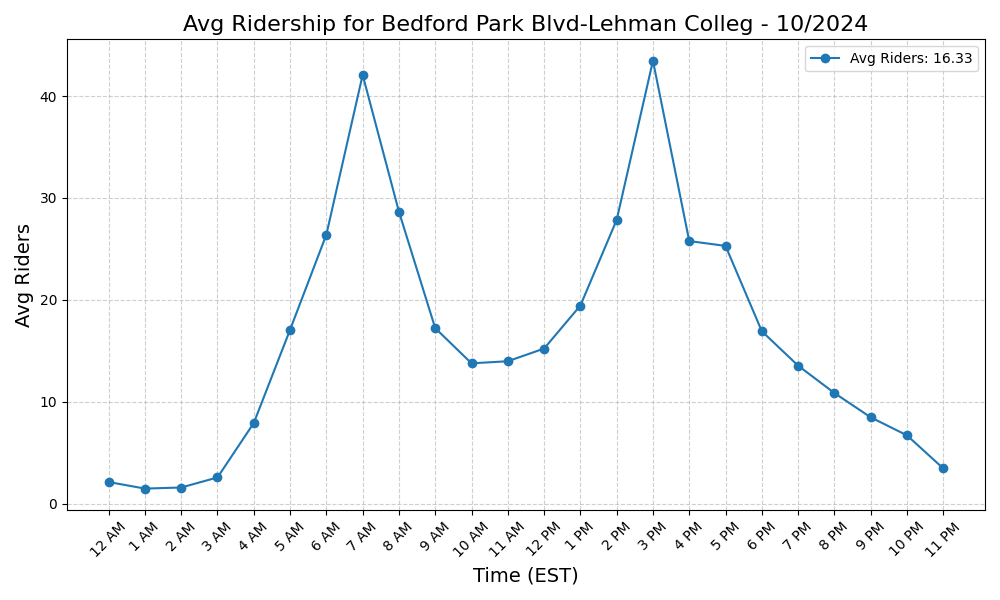 Avg Ridership for Bedford Park Blvd-Lehman Colleg - 10/2024
Avg Riders: 16.33
Avg Riders
40
30
20
10
0
12 AM
1 AM
2 AM
3 AM
4 AM
5 AM
6 AM
7 AM
8 AM
9 AM
10 AM
11 AM
12 PM
1 PM
2 PM
3 PM
4 PM
5 PM
6 PM
7 PM
8 PM
9 PM
10 PM
11 PM
Time (EST)